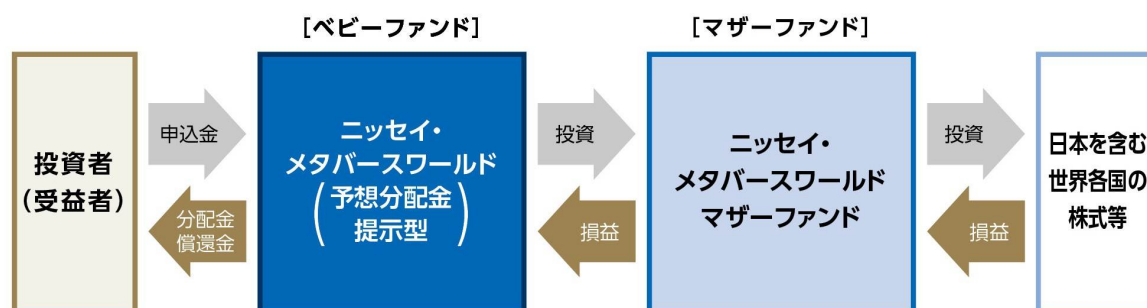 [ベビーファンド]
[マザーファンド]
投資者
(受益者)
申込金
分配金
償還金
ニッセイ・
メタバースワールド
(予想分配金
提示型)
投資
損益
ニッセイ・
メタバースワールド
マザーファンド
投資
損益
日本を含む
世界各国の
株式等